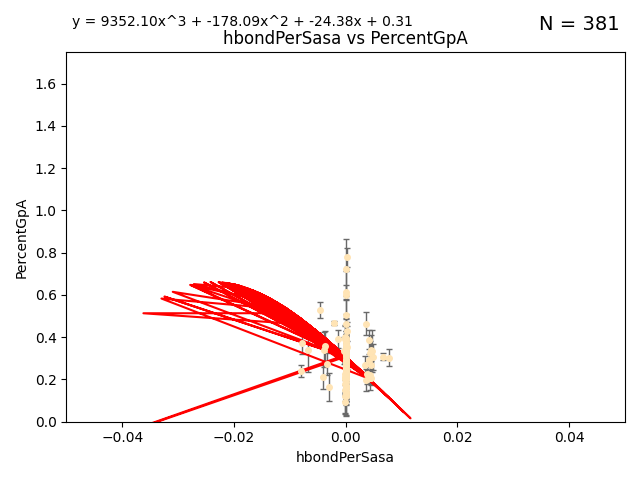 y = 9352.10x^3 + -178.09x^2 + -24.38x + 0.31
N = 381
hbondPerSasa vs PercentGpA
PercentGpA
1.6
1.4
1.2
1.0
0.8
0.6
0.4
0.2
0.0
−0.04
−0.02
0.00
0.02
0.04
hbondPerSasa